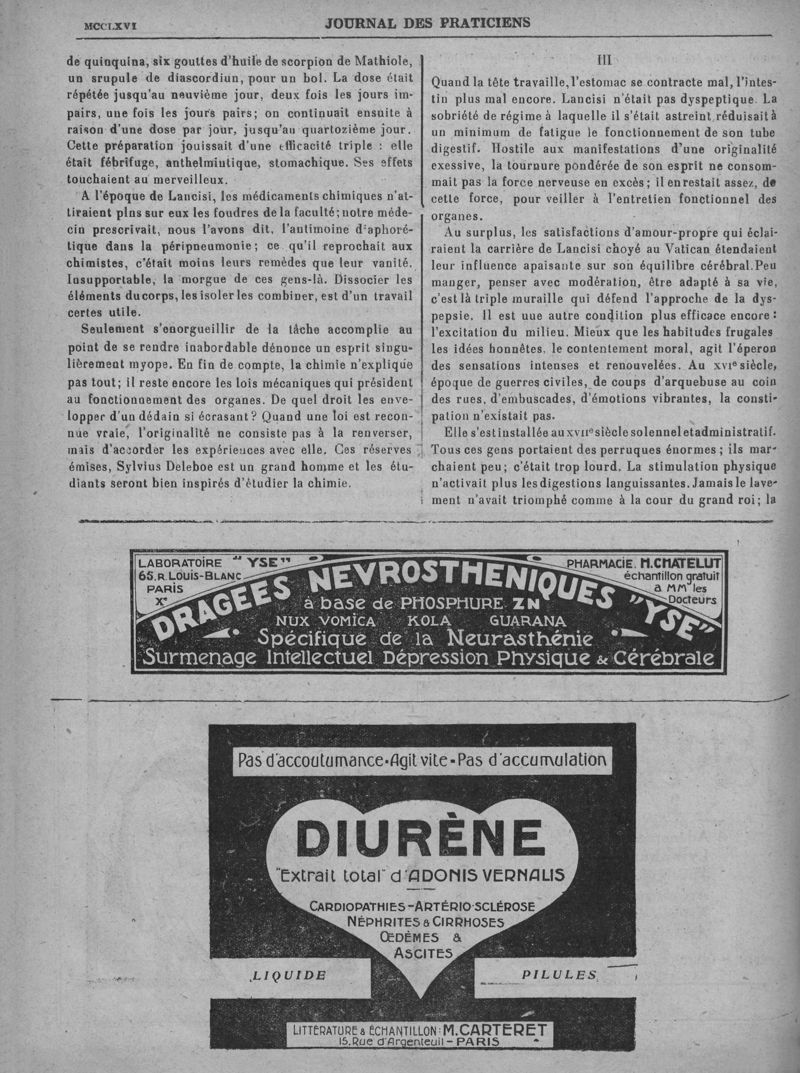 MCCLXVI
JOURNAL DES PRATICIENS
de quinquina, six gouttes d'huile de scorpion de Mathiole,
un srupule de diascordiun, pour un bol. La dose était
répétée jusqu'au neuvième jour, deux fois les jours im-
pairs, une fois les jours pairs; on continuait ensuite à
raison d'une dose par jour, jusqu'au quartozième jour.
Cette préparation jouissait d'une efficacité triple : elle
était fébrifuge, anthelmintique, stomachique. Ses effets
touchaient au merveilleux.
A l'époque de Lancisi, les médicaments chimiques n'at-
tiraient plns sur eux les foudres de la faculté; notre méde-
cin prescrivait, nous l'avons dit, l'antimoine d'aphoré-
tique dans la péripneumonie; ce qu'il reprochait aux
chimistes, c'était moins leurs remèdes que leur vanité.
Insupportable, la morgue de ces gens-là. Dissocier les
éléments du corps, les isoler les combiner, est d'un travail
certes utile.
Seulement s'enorgueillir de la tâche accomplie au
point de se rendre inabordable dénonce un esprit singu-
lièrement myope. En fin de compte, la chimie n'explique
pas tout; il reste encore les lois mécaniques qui président
au fonctionnement des organes. De quel droit les enve-
lopper d'un dédain si écrasant? Quand une loi est recon-
nue vraie, l'originalité ne consiste pas à la renverser,
mais d'accorder les expériences avec elle. Ces réserves
émises, Sylvius Deleboe est un grand homme et les étu-
diants seront bien inspirés d'étudier la chimie.
III
Quand la tête travaille, l'estomac se contracte mal, l'intes-
tin plus mal encore. Lancisi n'était pas dyspeptique. La
sobriété de régime à laquelle il s'était astreint réduisait à
un minimum de fatigue le fonctionnement de son tube
digestif. Hostile aux manifestations d'une originalité
exessive, la tournure pondérée de son esprit ne consom-
mait pas la force nerveuse en excès; il en restait assez, de
cette force, pour veiller à l'entretien fonctionnel des
organes.
Au surplus, les satisfactions d'amour-propre qui éclai-
raient la carrière de Lancisi choyé au Vatican étendaient
leur influence apaisante sur son équilibre cérébral. Peu
manger, penser avec modération, être adapté à sa vie,
c'est là triple muraille qui défend l'approche de la dys-
pepsie. Il est uue autre condition plus efficace encore:
l'excitation du milieu. Mieux que les habitudes frugales
les idées honnêtes, le contentement moral, agit l'éperon
des sensations intenses et renouvelées. Au XVIe siècle,
époque de guerres civiles, de coups d'arquebuse au coin
des rues, d'embuscades, d'émotions vibrantes, la consti-
pation n'existait pas.
Elle s'est installée au XVIIe siècle solennel et administratif.
Tous ces gens portaient des perruques énormes; ils mar-
chaient peu; c'était trop lourd. La stimulation physique
n'activait plus les digestions languissantes. Jamais le lave-
ment n'avait triomphé comme à la cour du grand roi; la
LABORATOIRE "YSE"
65, R. LOUIS-BLANC
PARIS
Xe
PHARMACIE. H. CHATELUT
échantillon gratuit
à MM les
Docteurs
DRAGÉES NEVROSTHENIQUES "YSE"
à base de PHOSPHURE ZN
NUX VOMICA KOLA GUARANA
Spécifique de la Neurasthénie
Surmenage Intellectuel Dépression Physique & Cérébrale
Pas d'accoutumance-Agit vite-Pas d'accumulation
DIURÈNE
"Extrait total" d'ADONIS VERNALIS
CARDIOPATHIES-ARTÉRIO-SCLÉROSE
NÉPHRITES & CIRRHOSES
ŒDÈMES &
ASCITES
LIQUIDE
PILULES
LITTÉRATURE & ÉCHANTILLON: M. CARTERET
15, Rue d'Argenteuil - PARIS